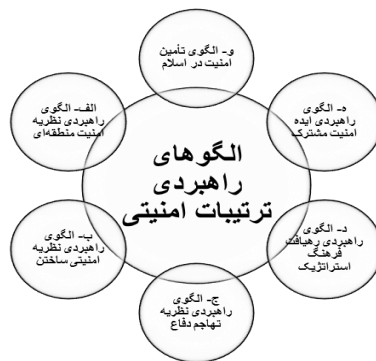 و- الگوی تأمین
امنیت در اسلام
الف- الگوی
راهبردی نظریه
امنیت منطقه‌ای
ه- الگوی
راهبردی ایده
امنیت مشترک
الگوهای
راهبردی
ترتیبات امنیتی
ب- الگوی
راهبردی نظریه
امنیتی ساختن
د- الگوی
راهبردی رهیافت
فرهنگ
استراتژیک
ج- الگوی
راهبردی نظریه
تهاجم دفاع